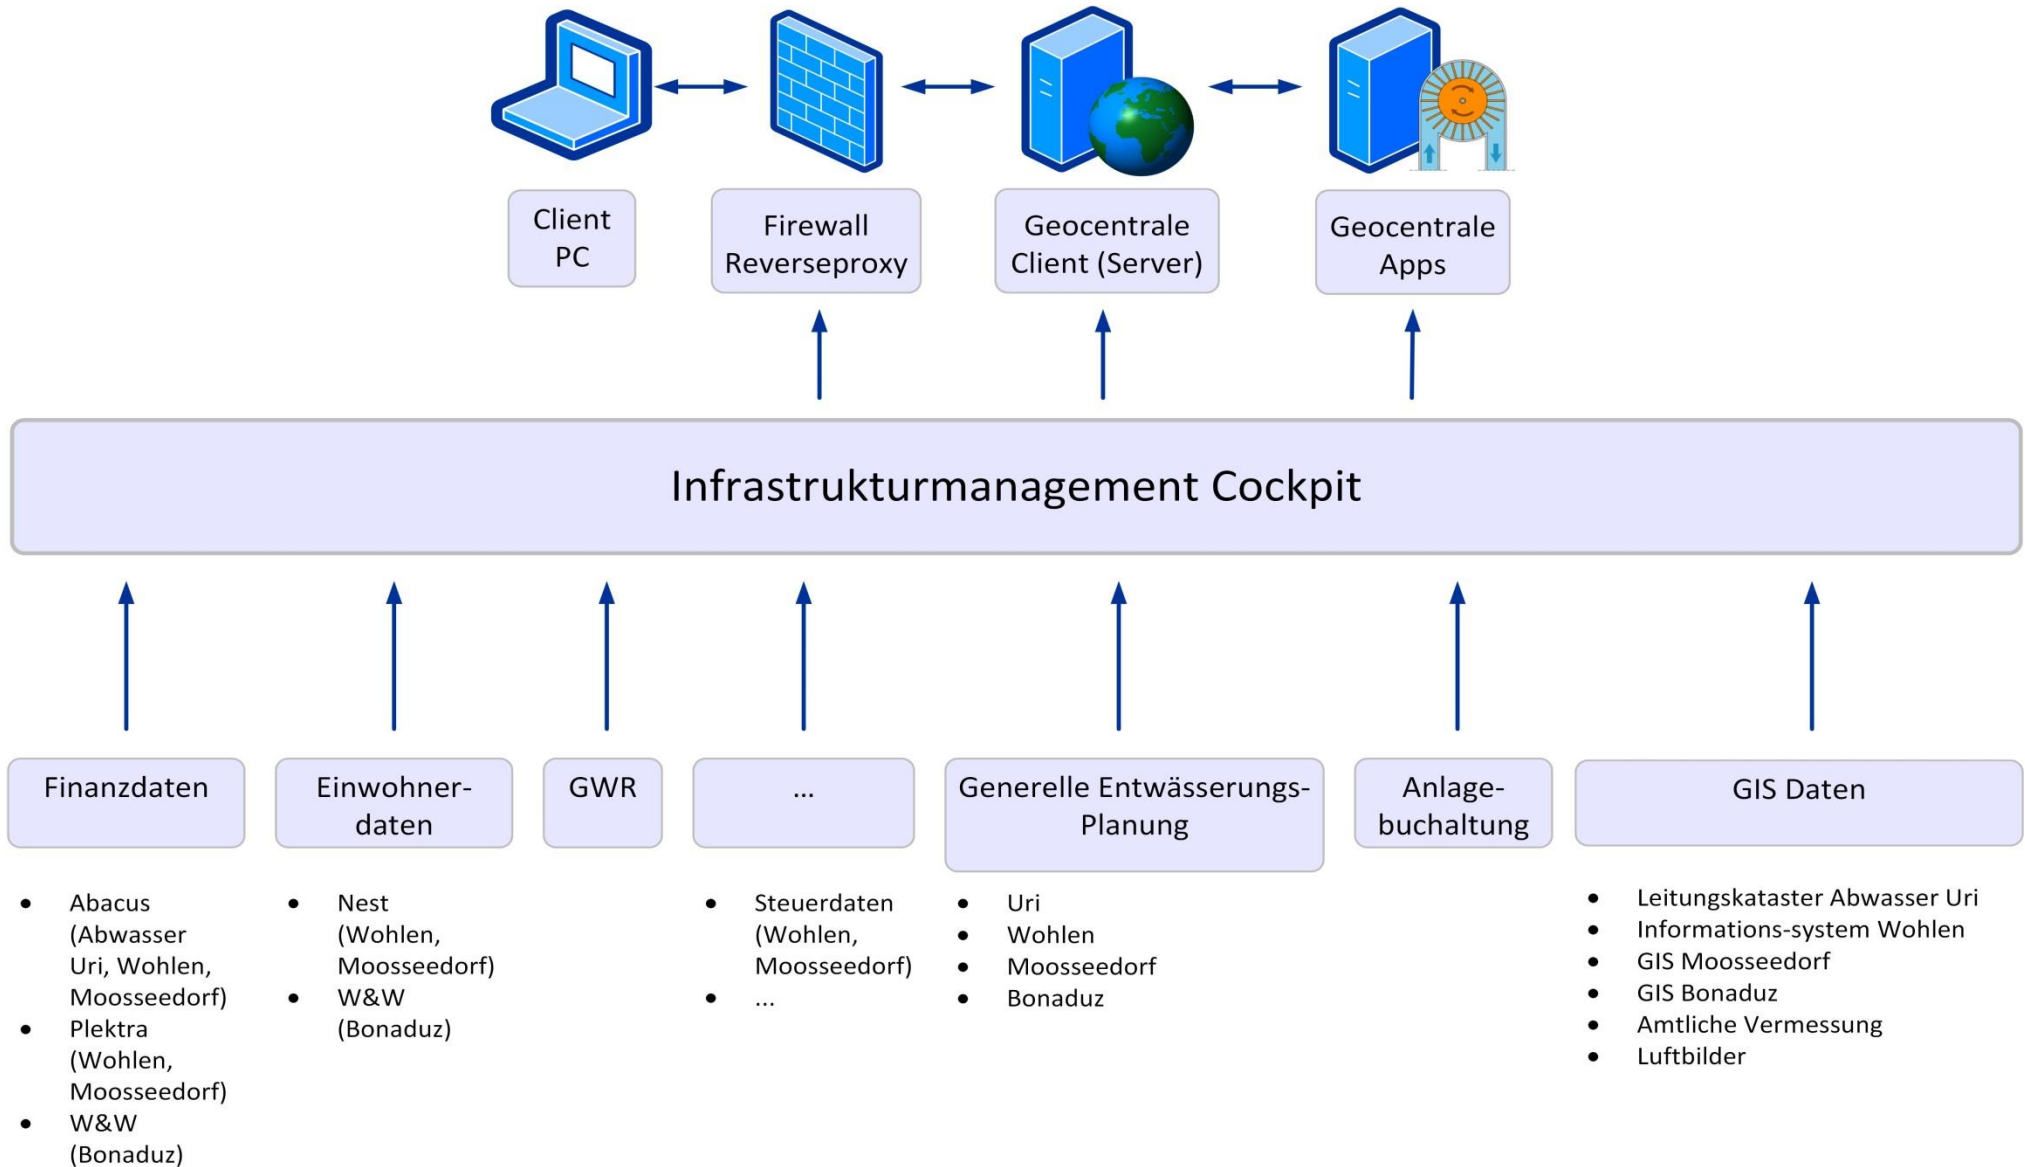 Client
PC
Firewall
Reverseproxy
Geocentrale
Client (Server)
Geocentrale
Apps
Infrastrukturmanagement Cockpit
Finanzdaten
Einwohner-
daten
GWR
...
Generelle Entwässerungs-
Planung
Anlage-
buchaltung
GIS Daten
• Abacus
(Abwasser
Uri, Wohlen,
Moosseedorf)
• Plektra
(Wohlen,
Moosseedorf)
• W&W
(Bonaduz)
• Nest
(Wohlen,
Moosseedorf)
• W&W
(Bonaduz)
• Steuerdaten
(Wohlen,
Moosseedorf)
• ...
• Uri
• Wohlen
• Moosseedorf
• Bonaduz
• Leitungskataster Abwasser Uri
• Informations-system Wohlen
• GIS Moosseedorf
• GIS Bonaduz
• Amtliche Vermessung
• Luftbilder